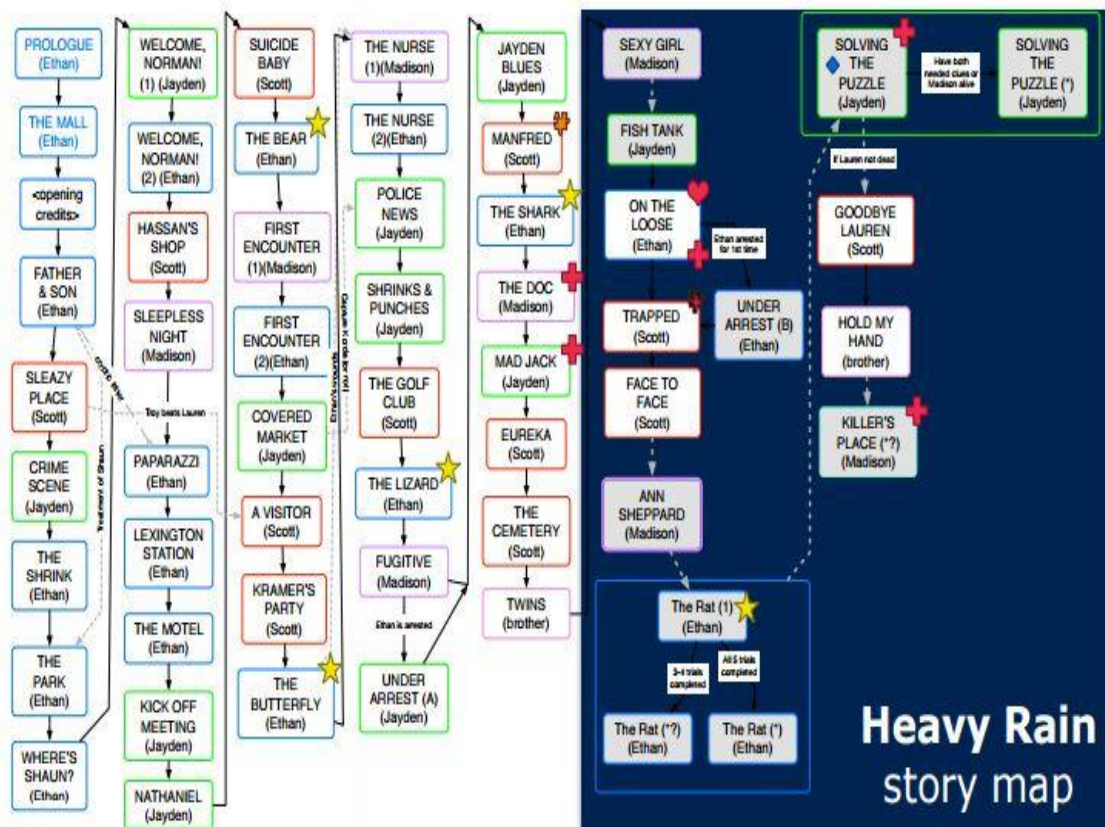 PROLOGUE
(Ethan)
THE MALL
(Ethan)
<opening
credits>
FATHER
& SON
(Ethan)
SLEAZY
PLACE
(Scott)
CRIME
SCENE
(Jayden)
THE
SHRINK
(Ethan)
THE
PARK
(Ethan)
WHERE'S
SHAUN?
(Ethan)
Treatment of Shaun
Troy beats Lauren
WELCOME,
NORMAN!
(1) (Jayden)
WELCOME,
NORMAN!
(2) (Ethan)
HASSAN'S
SHOP
(Scott)
SLEEPLESS
NIGHT
(Madison)
PAPARAZZI
(Ethan)
LEXINGTON
STATION
(Ethan)
THE MOTEL
(Ethan)
KICK OFF
MEETING
(Jayden)
NATHANIEL
(Jayden)
SUICIDE
BABY
(Scott)
THE BEAR
(Ethan)
FIRST
ENCOUNTER
(1)(Madison)
FIRST
ENCOUNTER
(2)(Ethan)
COVERED
MARKET
(Jayden)
A VISITOR
(Scott)
KRAMER'S
PARTY
(Scott)
THE
BUTTERFLY
(Ethan)
THE NURSE
(1)(Madison)
THE NURSE
(2)(Ethan)
POLICE
NEWS
(Jayden)
SHRINKS &
PUNCHES
(Jayden)
THE GOLF
CLUB
(Scott)
THE LIZARD
(Ethan)
FUGITIVE
(Madison)
Ethan is arrested
UNDER
ARREST (A)
(Jayden)
JAYDEN
BLUES
(Jayden)
MANFRED
(Scott)
THE SHARK
(Ethan)
THE DOC
(Madison)
MAD JACK
(Jayden)
EUREKA
(Scott)
THE
CEMETERY
(Scott)
TWINS
(brother)
SEXY GIRL
(Madison)
FISH TANK
(Jayden)
ON THE
LOOSE
(Ethan)
Ethan arrested
for 1st time
UNDER
ARREST (B)
(Ethan)
TRAPPED
(Scott)
FACE TO
FACE
(Scott)
ANN
SHEPPARD
(Madison)
The Rat (1)
(Ethan)
3-4 trials
completed
All 5 trials
completed
The Rat (*?)
(Ethan)
The Rat (*)
(Ethan)
SOLVING
THE
PUZZLE
(Jayden)
Have both
needed clues or
Madison alive
SOLVING
THE
PUZZLE (*)
(Jayden)
If Lauren not dead
GOODBYE
LAUREN
(Scott)
HOLD MY
HAND
(brother)
KILLER'S
PLACE (*?)
(Madison)
Heavy Rain
story map